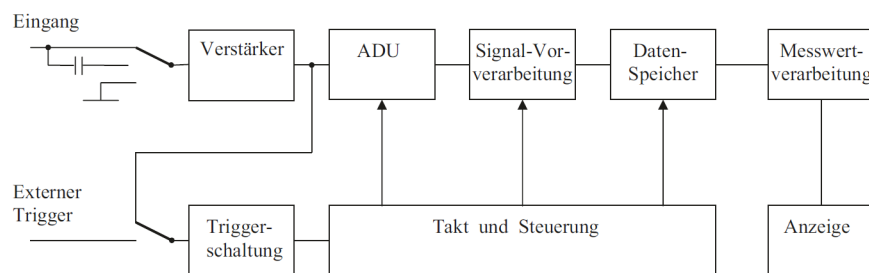 Eingang
Verstärker
ADU
Signal-Vor-
verarbeitung
Daten-
Speicher
Messwert-
verarbeitung
Externer
Trigger
Trigger-
schaltung
Takt und Steuerung
Anzeige